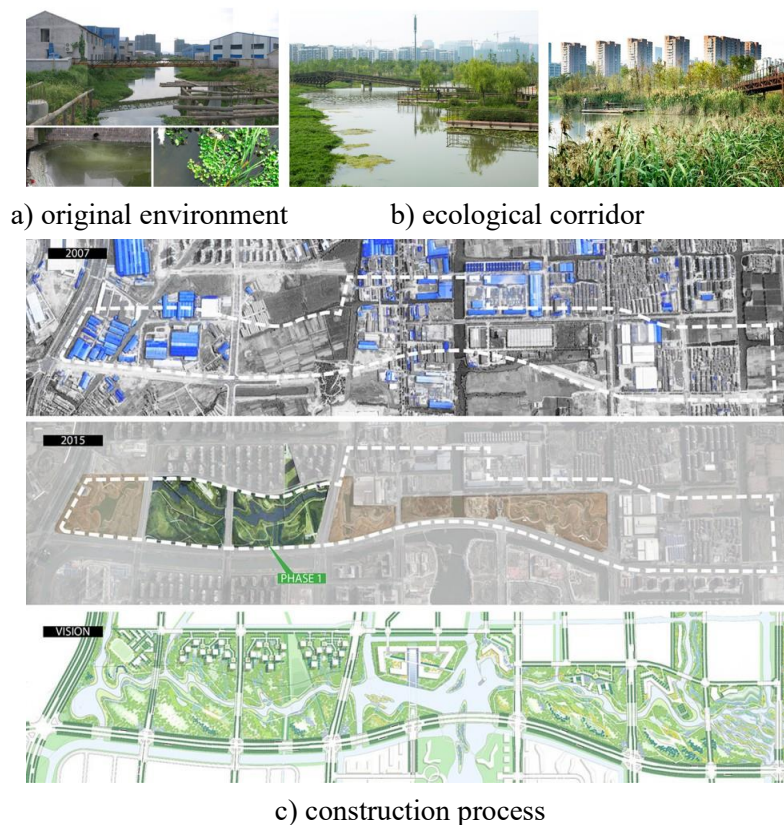 a) original environment
b) ecological corridor
2007
2015
PHASE 1
VISION
c) construction process